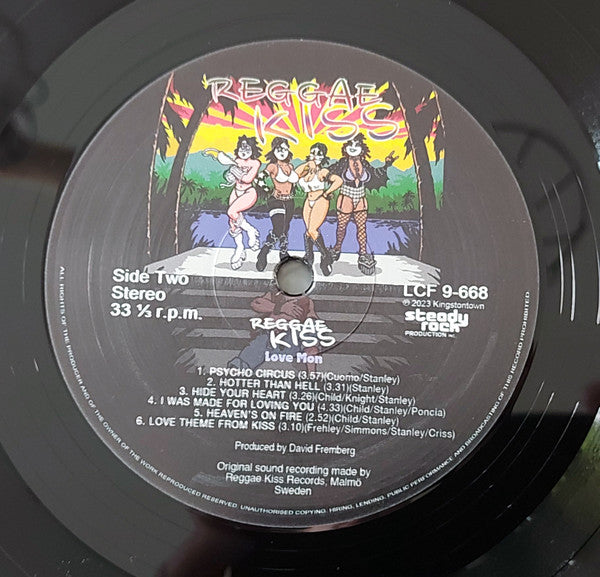 REGGAE
KISS
Side Two
Stereo
33 ⅓ r.p.m.
LCF 9-668
℗ 2023 Kingstontown
steady
rock
PRODUCTION INC.
REGGAE
KISS
Love Mon
1. PSYCHO CIRCUS (3.57)(Cuomo/Stanley)
2. HOTTER THAN HELL (3.31)(Stanley)
3. HIDE YOUR HEART (3.26)(Child/Knight/Stanley)
4. I WAS MADE FOR LOVING YOU (4.33)(Child/Stanley/Poncia)
5. HEAVEN'S ON FIRE (2.52)(Child/Stanley)
6. LOVE THEME FROM KISS (3.10)(Frehley/Simmons/Stanley/Criss)
Produced by David Fremberg
Original sound recording made by
Reggae Kiss Records, Malmö
Sweden
ALL RIGHTS OF THE PRODUCER AND OF THE OWNER OF THE WORK REPRODUCED RESERVED. UNAUTHORISED COPYING, HIRING, LENDING, PUBLIC PERFORMANCE AND BROADCASTING OF THIS RECORD PROHIBITED.